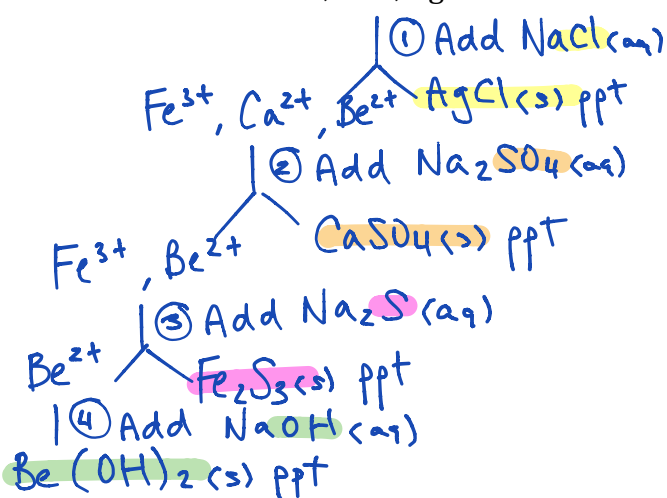 ① Add NaCl(aq)
Fe³⁺, Ca²⁺, Be²⁺ AgCl(s) ppt
② Add Na₂SO₄(aq)
CaSO₄(s) ppt
Fe³⁺, Be²⁺
③ Add Na₂S(aq)
Be²⁺ Fe₂S₃(s) ppt
④ Add NaOH(aq)
Be(OH)₂(s) ppt